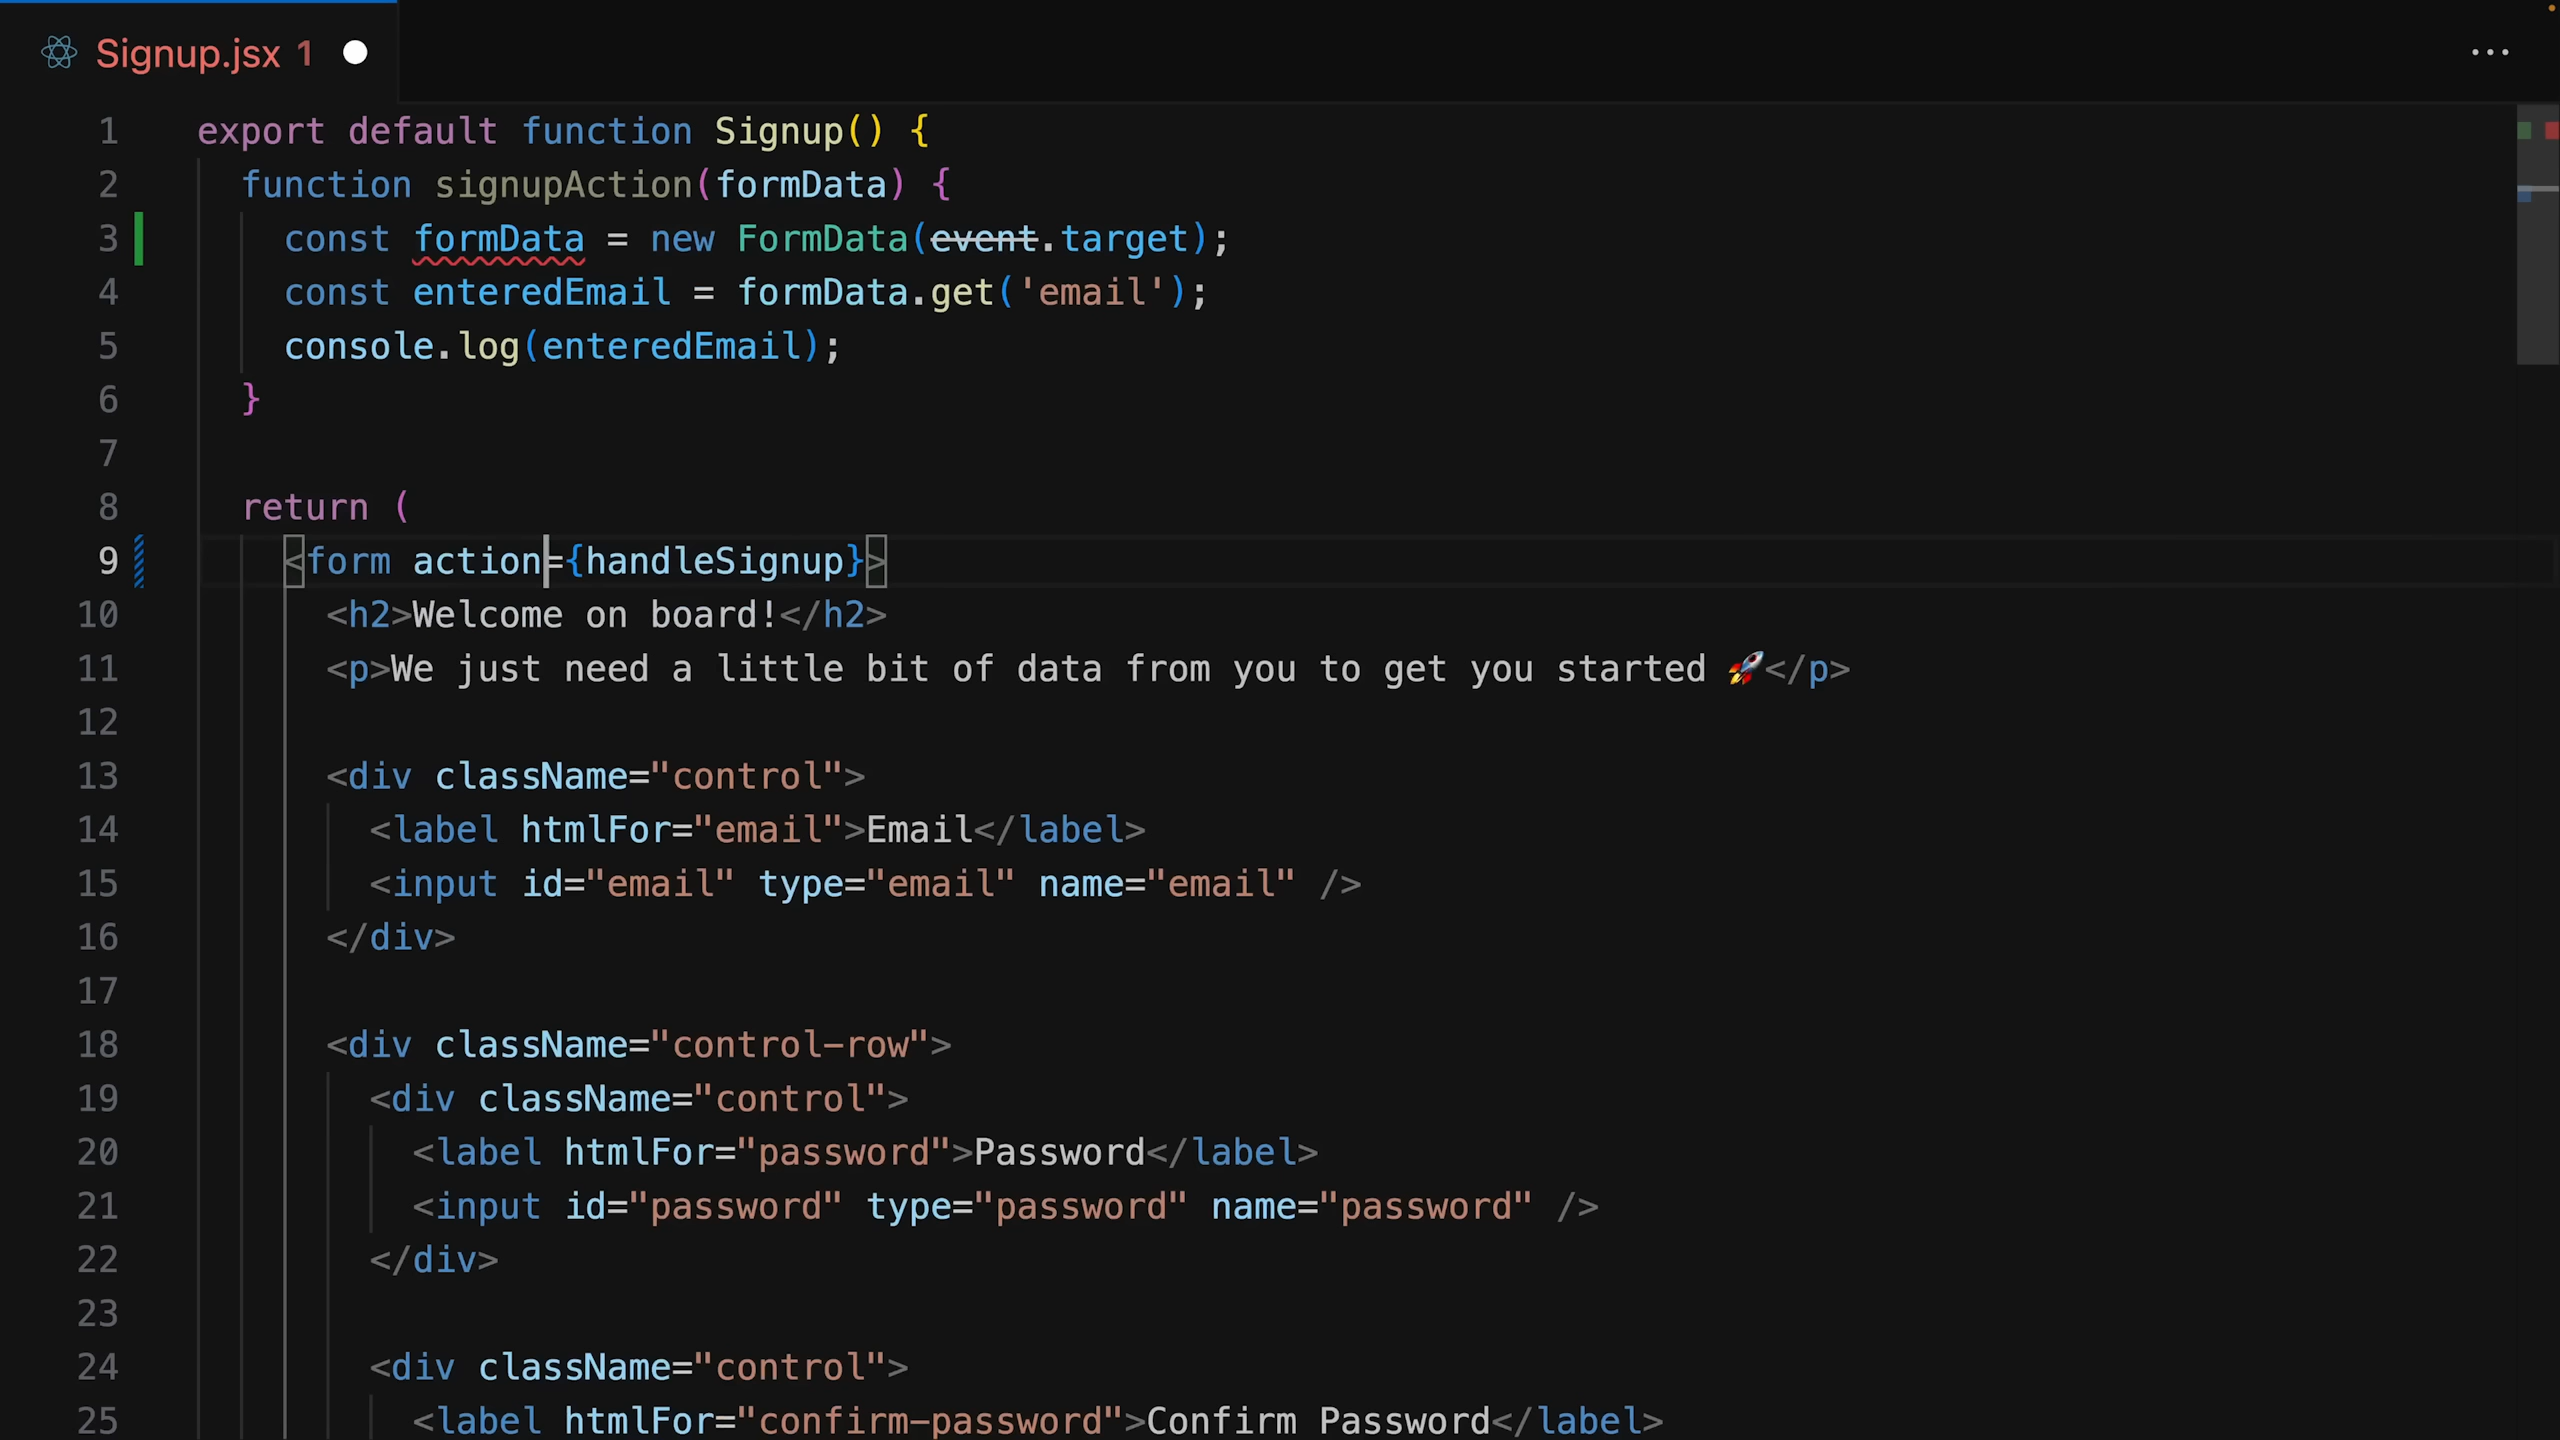 Signup.jsx 1
1 export default function Signup() {
2 function signupAction(formData) {
3 const formData = new FormData(event.target);
4 const enteredEmail = formData.get('email');
5 console.log(enteredEmail);
6 }
7
8 return (
9 <form action={handleSignup}>
10 <h2>Welcome on board!</h2>
11 <p>We just need a little bit of data from you to get you started 🚀</p>
12
13 <div className="control">
14 <label htmlFor="email">Email</label>
15 <input id="email" type="email" name="email" />
16 </div>
17
18 <div className="control-row">
19 <div className="control">
20 <label htmlFor="password">Password</label>
21 <input id="password" type="password" name="password" />
22 </div>
23
24 <div className="control">
25 <label htmlFor="confirm-password">Confirm Password</label>